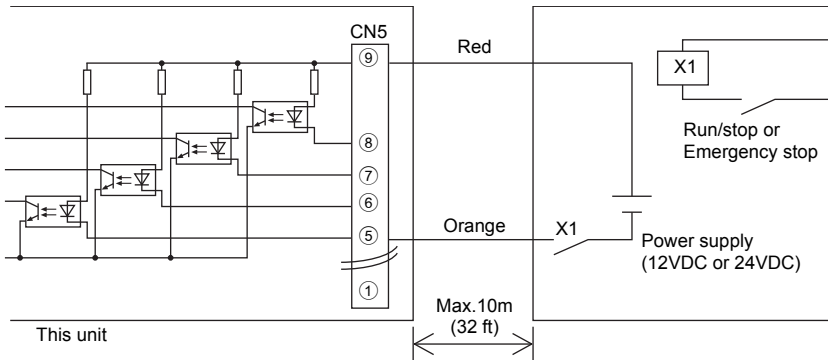 CN5
⑨
Red
X1
Run/stop or
Emergency stop
⑧
⑦
⑥
⑤
Orange
X1
Power supply
(12VDC or 24VDC)
①
Max.10m
(32 ft)
This unit